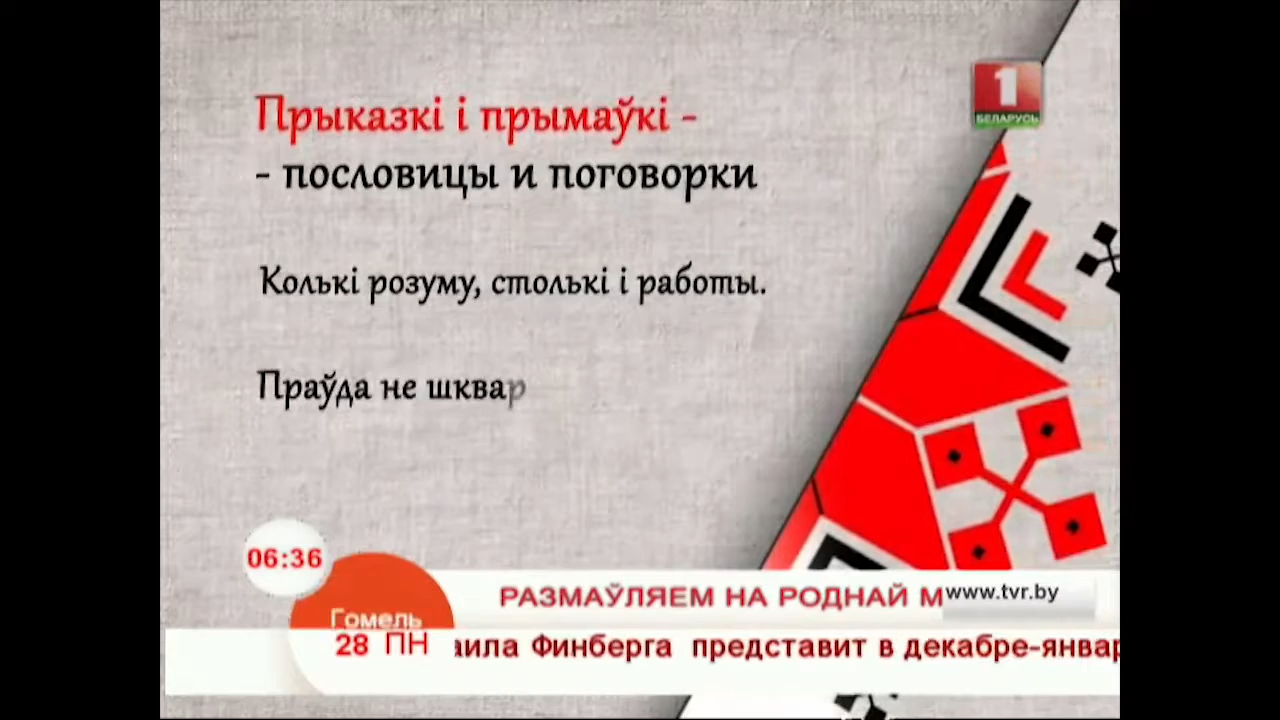 1
БЕЛАРУСЬ
Прыказкі і прымаўкі -
- пословицы и поговорки
Колькі розуму, столькі і работы.
Праўда не шквар
06:36
Гомель
РАЗМАЎЛЯЕМ НА РОДНАЙ М
www.tvr.by
28 ПН
аила Финберга представит в декабре-январ